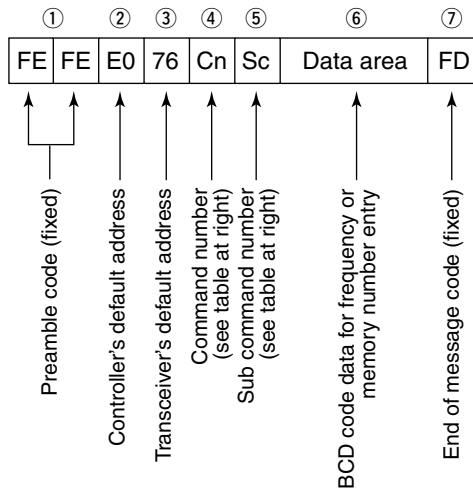 ① ② ③ ④ ⑤ ⑥ ⑦
FE FE E0 76 Cn Sc Data area FD
Preamble code (fixed)
Controller's default address
Transceiver's default address
Command number
(see table at right)
Sub command number
(see table at right)
BCD code data for frequency or
memory number entry
End of message code (fixed)